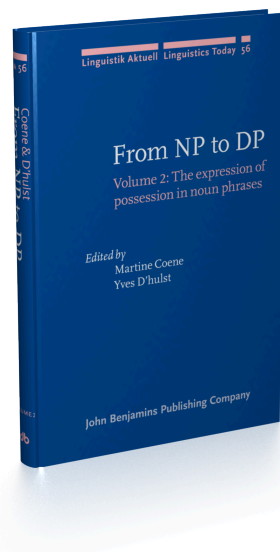 Linguistik Aktuell Linguistics Today 56
From NP to DP
Volume 2: The expression of
possession in noun phrases
Edited by
Martine Coene
Yves D'hulst
John Benjamins Publishing Company
56
Coene & D'hulst
From NP to DP